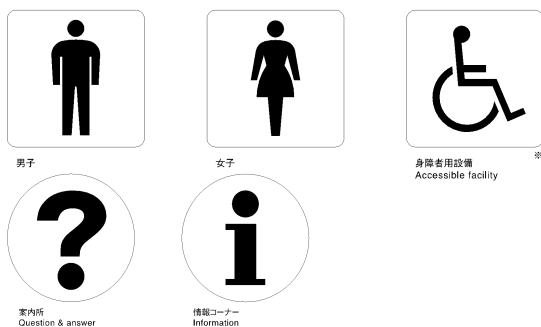 男子
女子
身障者用設備
Accessible facility
※
案内所
Question & answer
情報コーナー
Information